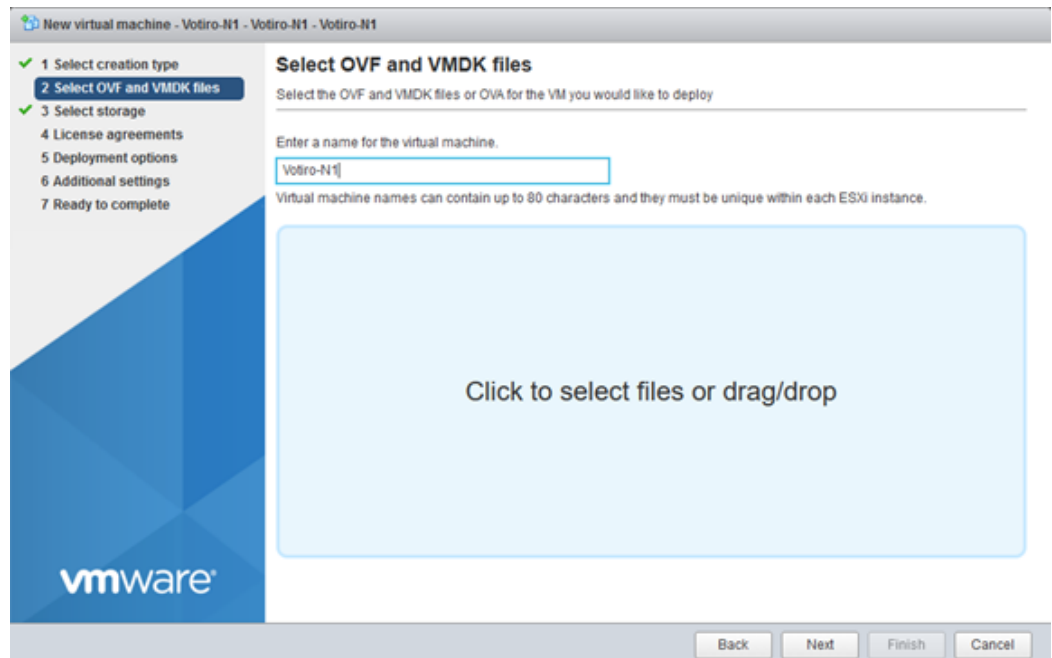 New virtual machine - Votiro-N1 - Votiro-N1 - Votiro-N1
1 Select creation type
2 Select OVF and VMDK files
3 Select storage
4 License agreements
5 Deployment options
6 Additional settings
7 Ready to complete
vmware®
Select OVF and VMDK files
Select the OVF and VMDK files or OVA for the VM you would like to deploy
Enter a name for the virtual machine.
Votiro-N1
Virtual machine names can contain up to 80 characters and they must be unique within each ESXi instance.
Click to select files or drag/drop
Back Next Finish Cancel